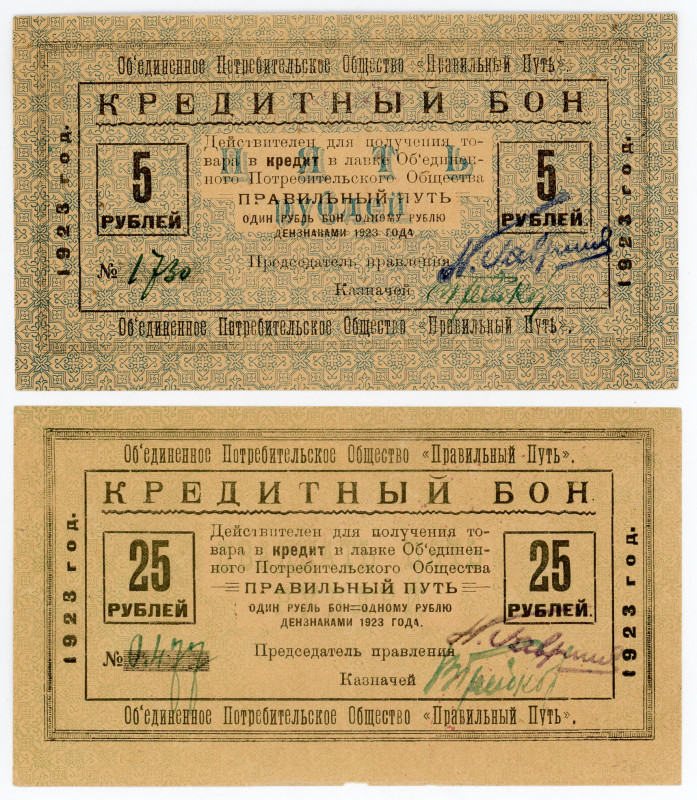 Об'единенное Потребительское Общество «Правильный Путь».
КРЕДИТНЫЙ БОН
1923 год.
5
РУБЛЕЙ
Действителен для получения то-
вара в кредит в лавке Об'единен-
ного Потребительского Общества
ПРАВИЛЬНЫЙ ПУТЬ
ОДИН РУБЛЬ БОН=ОДНОМУ РУБЛЮ
ДЕНЗНАКАМИ 1923 ГОДА
ПЯТЬ
рублей
5
РУБЛЕЙ.
1923 год.
№ 1730
Председатель правления
Казначей
Об'единенное Потребительское Общество «Правильный Путь».
Об'единенное Потребительское Общество «Правильный Путь».
КРЕДИТНЫЙ БОН
1923 год.
25
РУБЛЕЙ
Действителен для получения то-
вара в кредит в лавке Об'единен-
ного Потребительского Общества
ПРАВИЛЬНЫЙ ПУТЬ
ОДИН РУБЛЬ БОН=ОДНОМУ РУБЛЮ
ДЕНЗНАКАМИ 1923 ГОДА.
25
РУБЛЕЙ.
1923 год.
№
Председатель правления
Казначей
Об'единенное Потребительское Общество «Правильный Путь».